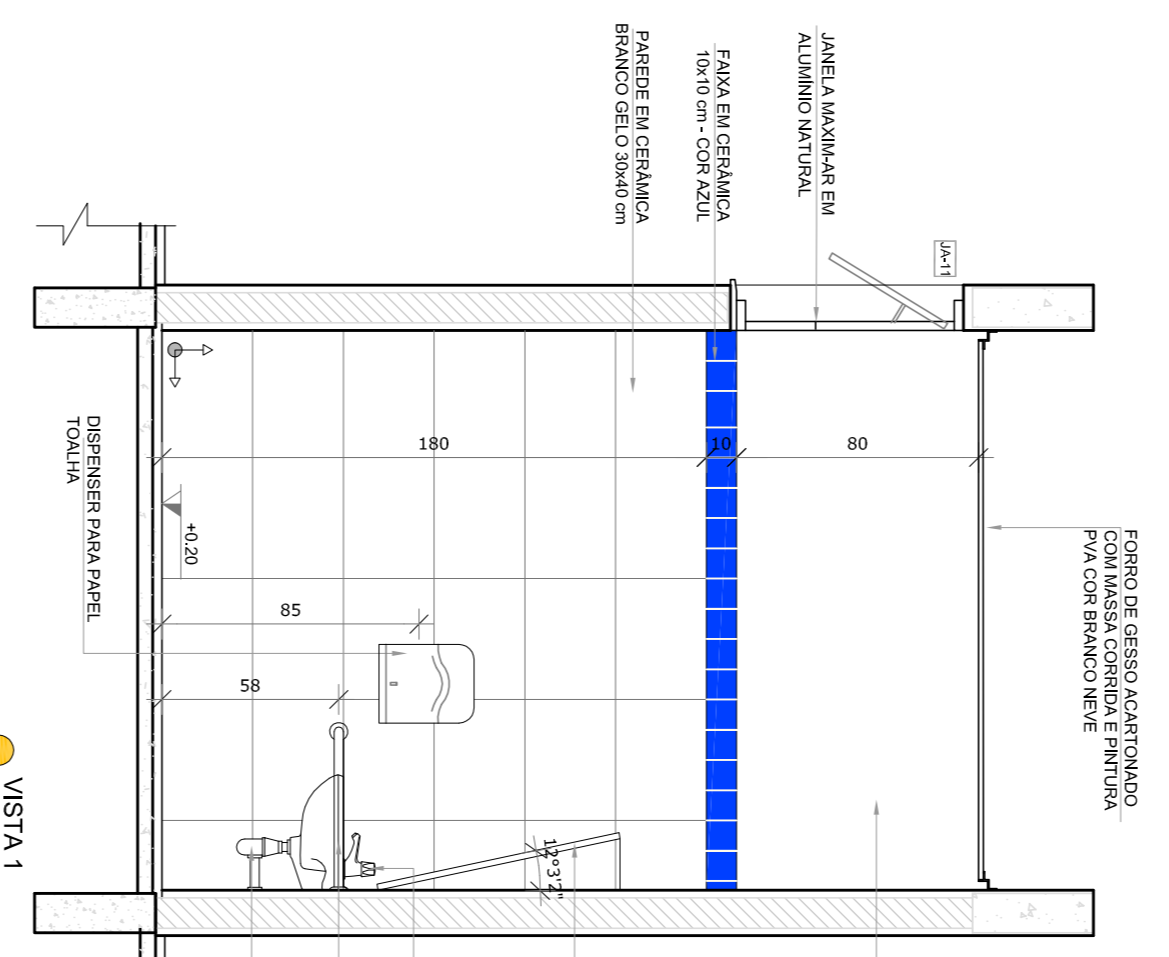 FORRO DE GESSO ACARTONADO
COM MASSA CORRIDA E PINTURA
PVA COR BRANCO NEVE
JANELA MAXIM-AR EM
ALUMÍNIO NATURAL
JA-11
FAIXA EM CERÂMICA
10x10 cm - COR AZUL
PAREDE EM CERÂMICA
BRANCO GELO 30x40 cm
80
10
180
85
58
12°3'2"
+0.20
DISPENSER PARA PAPEL
TOALHA
VISTA 1